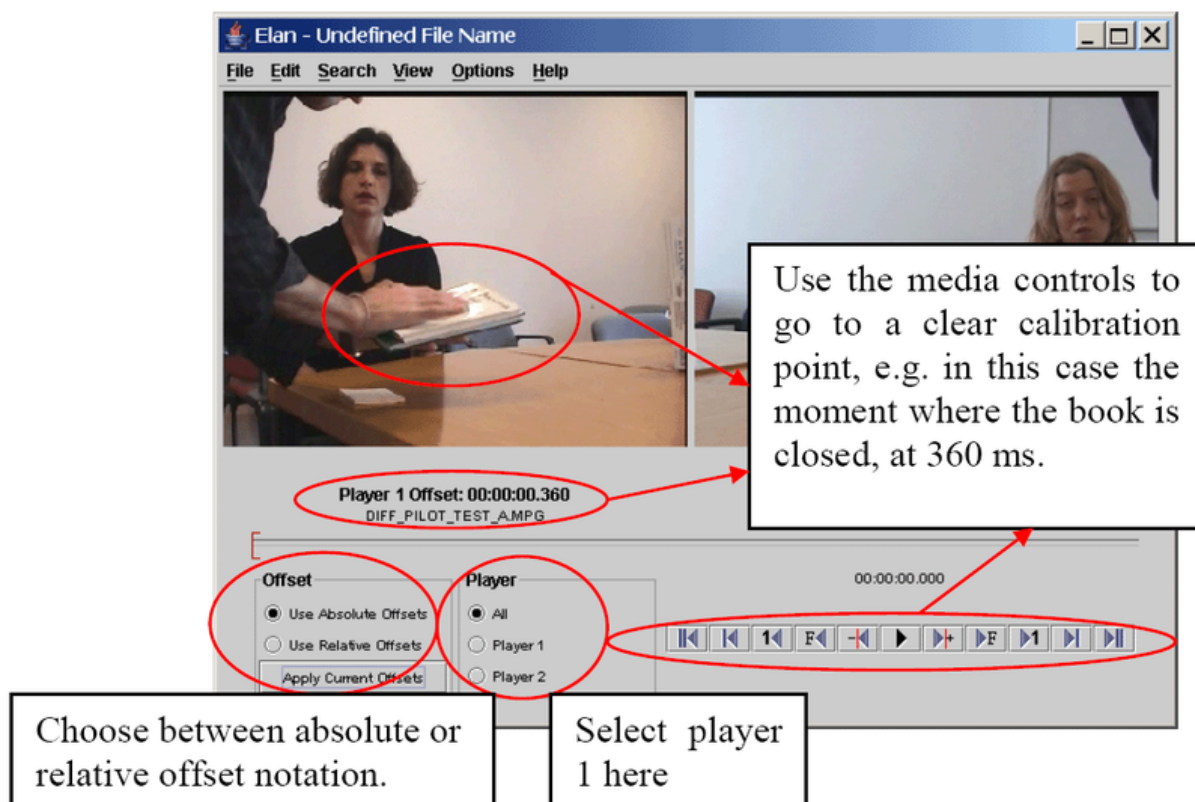 Elan - Undefined File Name
File Edit Search View Options Help
Use the media controls to
go to a clear calibration
point, e.g. in this case the
moment where the book is
closed, at 360 ms.
Player 1 Offset: 00:00:00.360
DIFF_PILOT_TEST_A.MPG
00:00:00.000
Offset
Use Absolute Offsets
Use Relative Offsets
Apply Current Offsets
Player
All
Player 1
Player 2
1
F
F
1
Choose between absolute or
relative offset notation.
Select player
1 here